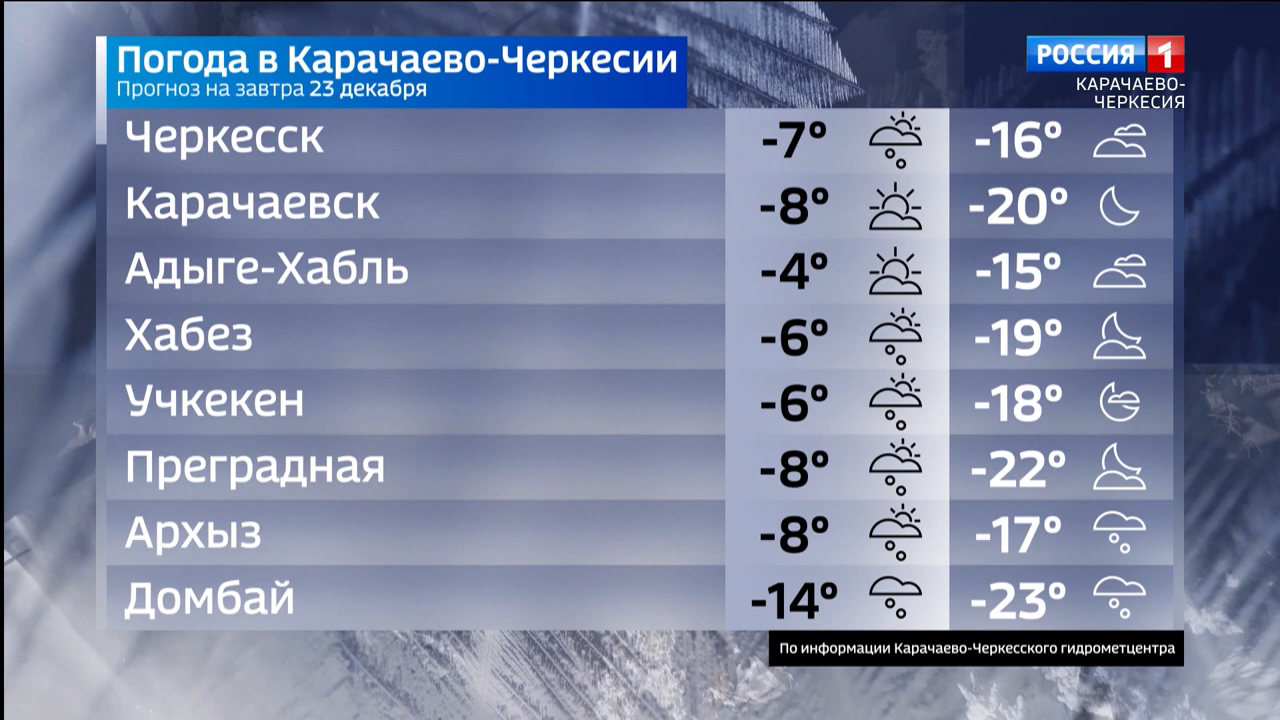 Погода в Карачаево-Черкесии
Прогноз на завтра 23 декабря
РОССИЯ 1
КАРАЧАЕВО-
ЧЕРКЕСИЯ
Черкесск -7° -16°
Карачаевск -8° -20°
Адыге-Хабль -4° -15°
Хабез -6° -19°
Учкекен -6° -18°
Преградная -8° -22°
Архыз -8° -17°
Домбай -14° -23°
По информации Карачаево-Черкесского гидрометцентра